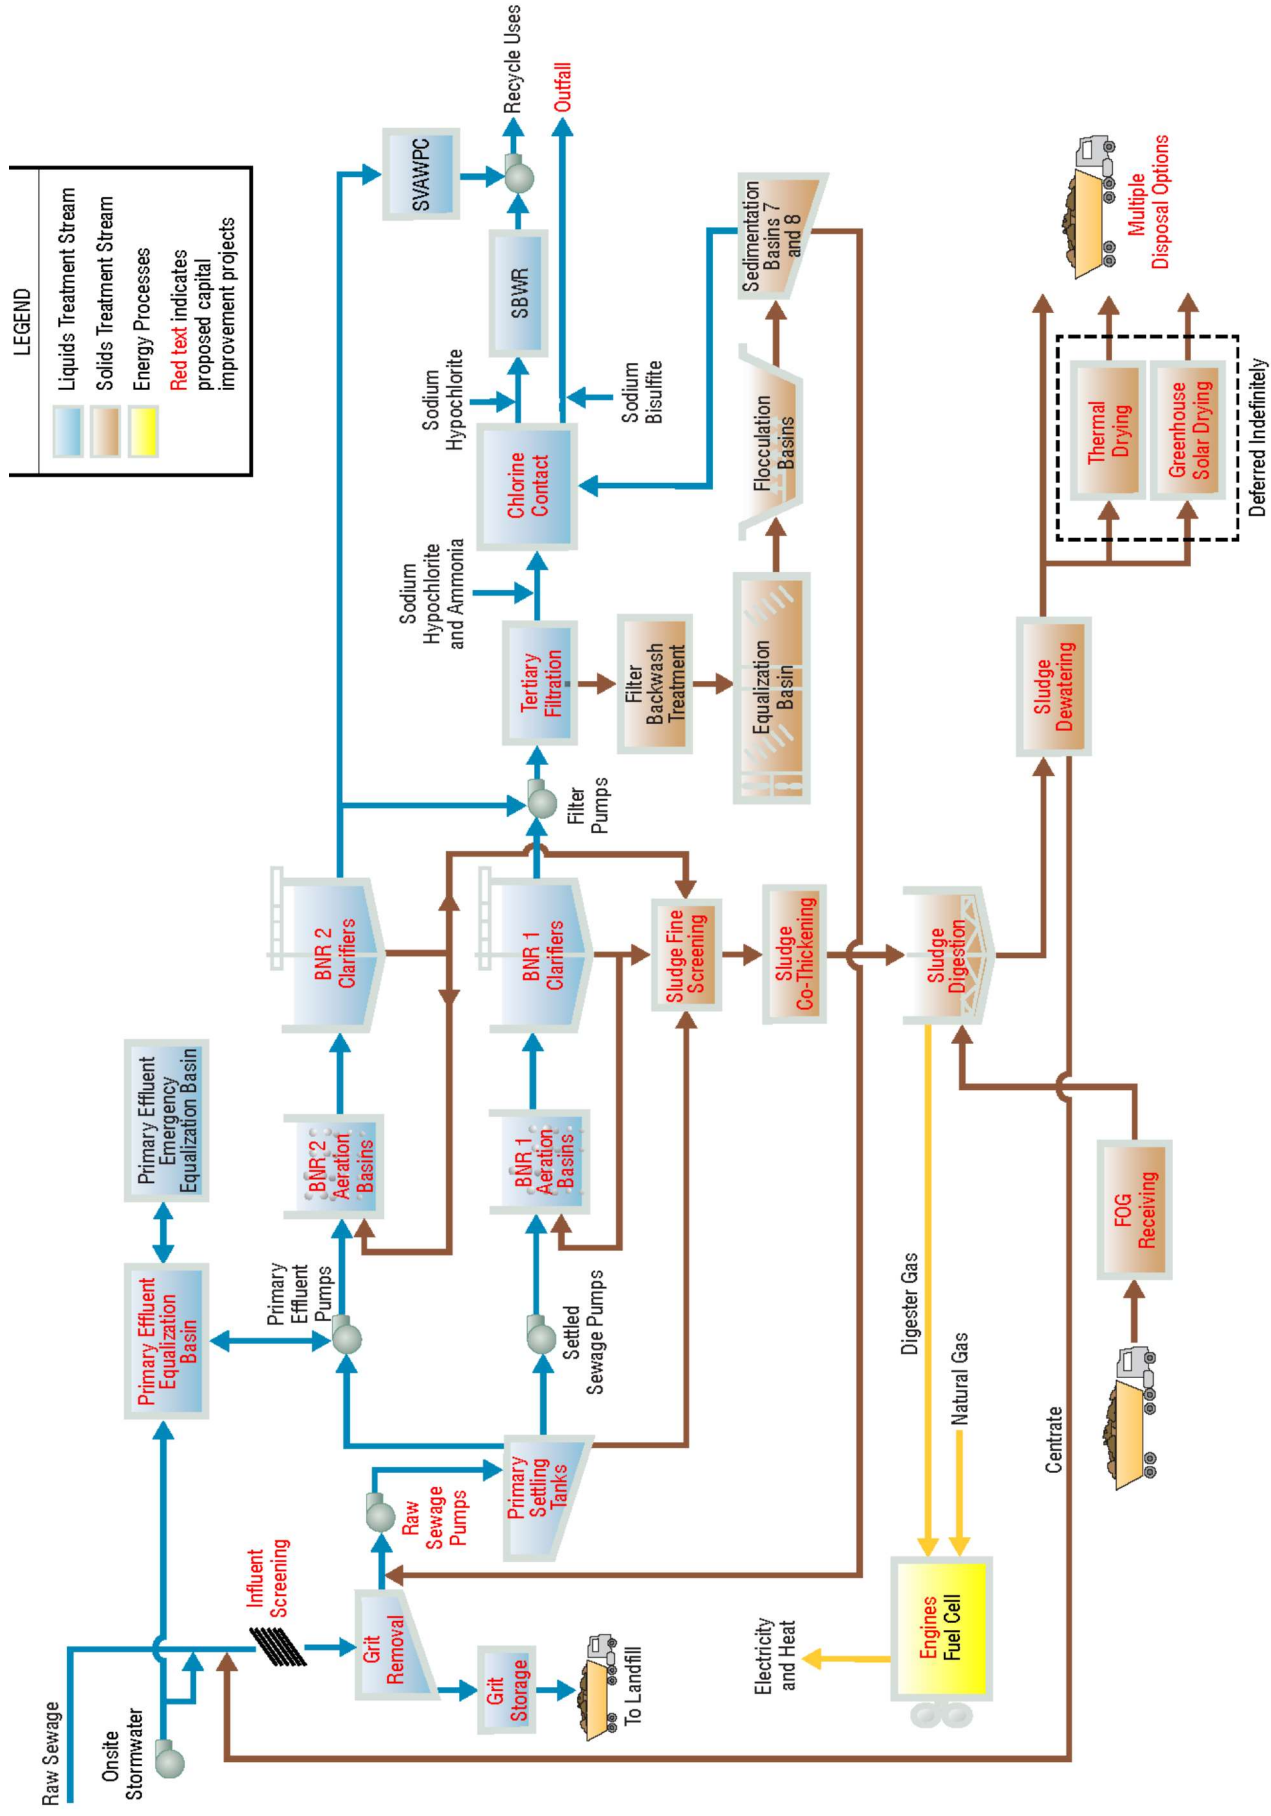 LEGEND
Liquids Treatment Stream
Solids Treatment Stream
Energy Processes
Red text indicates
proposed capital
improvement projects
Raw Sewage
Onsite
Stormwater
Influent
Screening
Grit
Removal
Grit
Storage
To Landfill
Raw
Sewage
Pumps
Primary
Settling
Tanks
Primary Effluent
Equalization
Basin
Primary Effluent
Emergency
Equalization Basin
Primary
Effluent
Pumps
Settled
Sewage Pumps
BNR 2
Aeration
Basins
BNR 1
Aeration
Basins
BNR 2
Clarifiers
BNR 1
Clarifiers
Filter
Pumps
Tertiary
Filtration
Sodium
Hypochlorite
and Ammonia
Chlorine
Contact
Sodium
Hypochlorite
Sodium
Bisulfite
SBWR
SVAWPC
Recycle Uses
Outfall
Filter
Backwash
Treatment
Equalization
Basin
Flocculation
Basins
Sedimentation
Basins 7
and 8
Sludge Fine
Screening
Sludge
Co-Thickening
Sludge
Digestion
Sludge
Dewatering
Thermal
Drying
Greenhouse
Solar Drying
Deferred Indefinitely
Multiple
Disposal Options
FOG
Receiving
Digester Gas
Natural Gas
Centrate
Engines
Fuel Cell
Electricity
and Heat